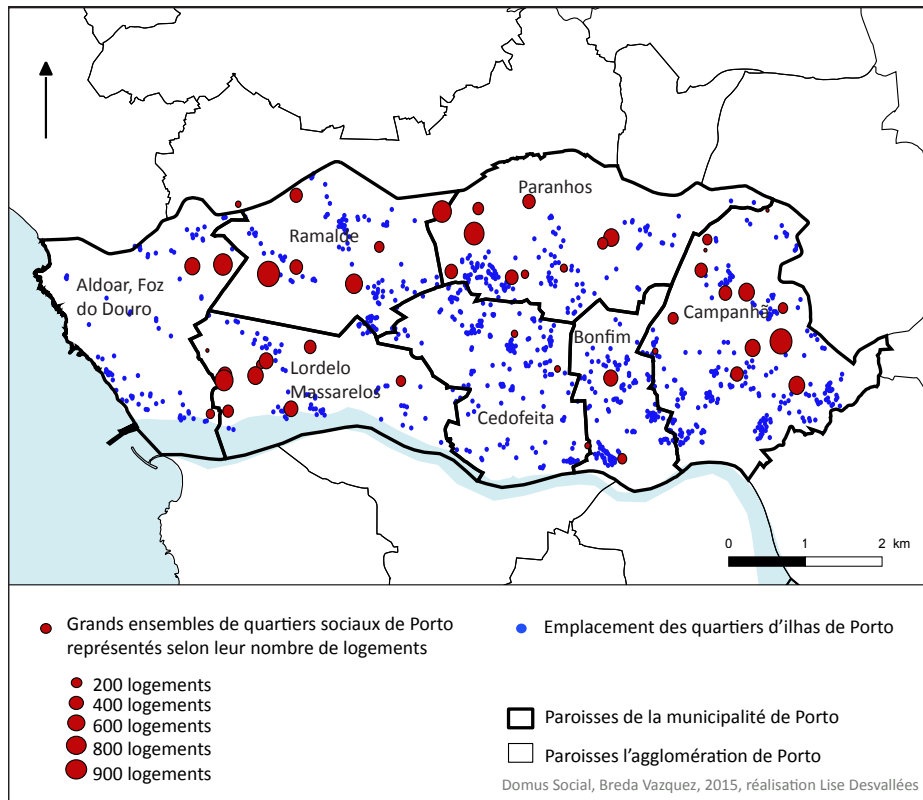 Paranhos
Ramalde
Aldoar, Foz
do Douro
Campanhã
Bonfim
Lordelo
Massarelos
Cedofeita
0 1 2 km
Grands ensembles de quartiers sociaux de Porto
représentés selon leur nombre de logements
200 logements
400 logements
600 logements
800 logements
900 logements
Emplacement des quartiers d'ilhas de Porto
Paroisses de la municipalité de Porto
Paroisses l'agglomération de Porto
Domus Social, Breda Vazquez, 2015, réalisation Lise Desvallées